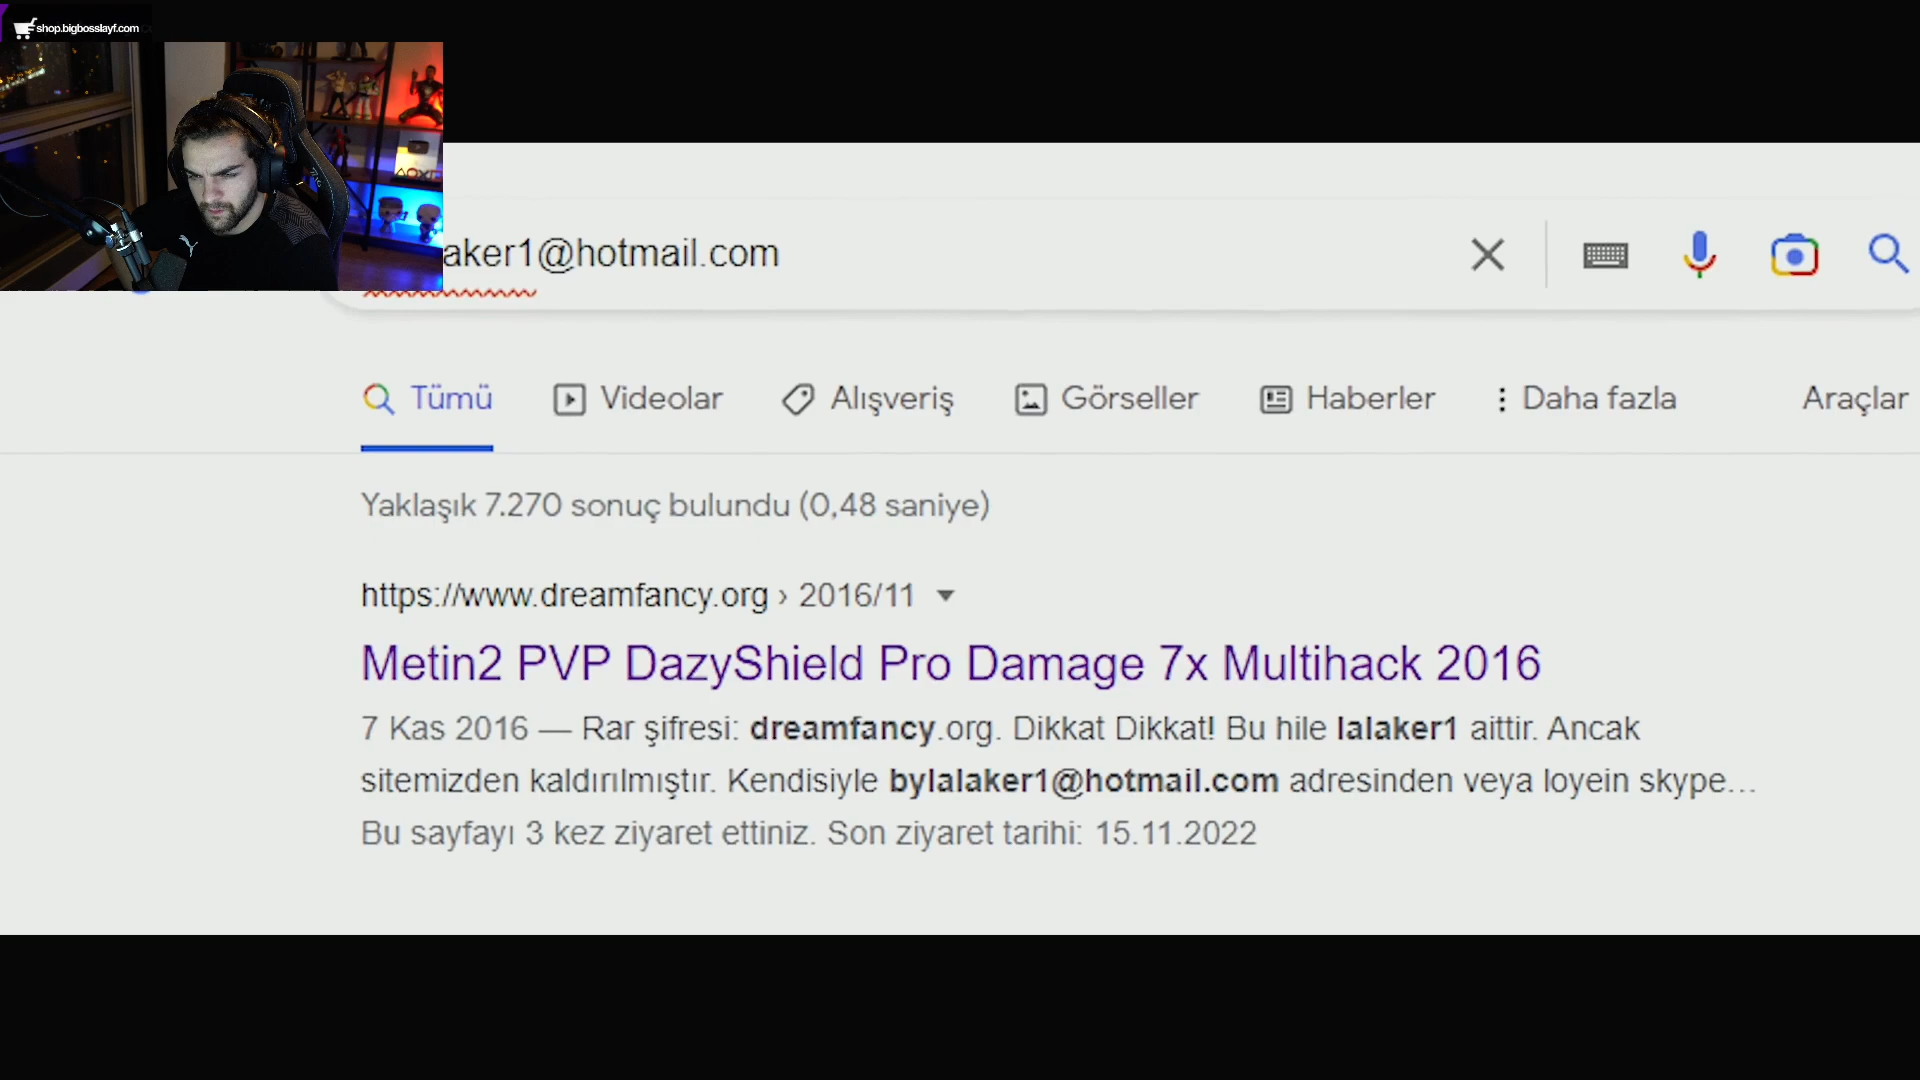 shop.bigbosslayf.com
aker1@hotmail.com
Tümü Videolar Alışveriş Görseller Haberler Daha fazla Araçlar
Yaklaşık 7.270 sonuç bulundu (0,48 saniye)
https://www.dreamfancy.org › 2016/11
Metin2 PVP DazyShield Pro Damage 7x Multihack 2016
7 Kas 2016 — Rar şifresi: dreamfancy.org. Dikkat Dikkat! Bu hile lalaker1 aittir. Ancak
sitemizden kaldırılmıştır. Kendisiyle bylalaker1@hotmail.com adresinden veya loyein skype...
Bu sayfayı 3 kez ziyaret ettiniz. Son ziyaret tarihi: 15.11.2022